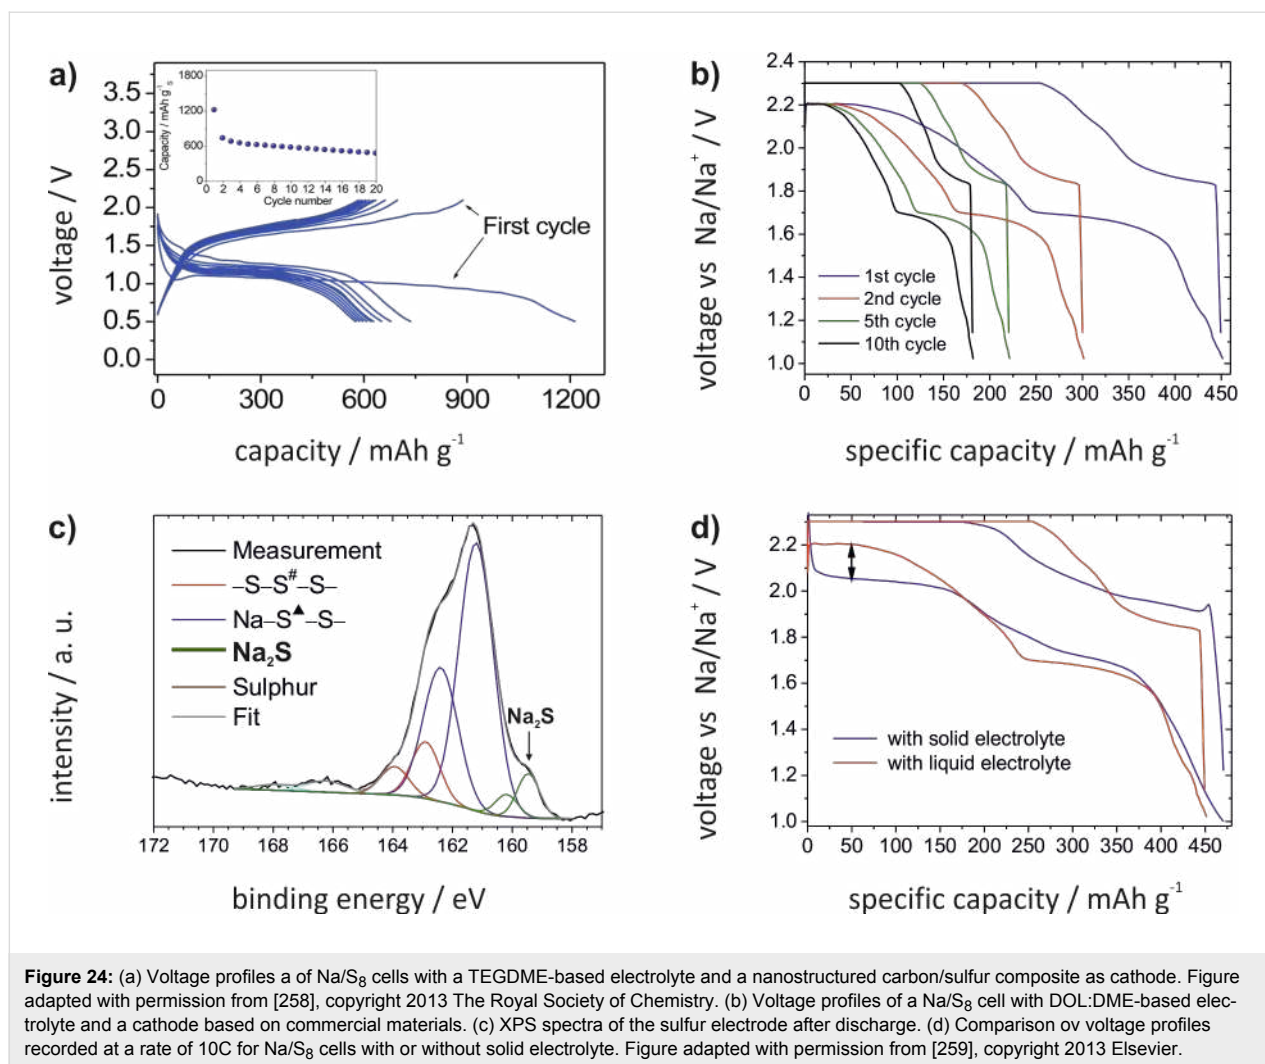 a)
3.5
3.0
2.5
2.0
1.5
1.0
0.5
0.0
voltage / V
1800
1200
600
0
Capacity / mAh g⁻¹ₛ
0 2 4 6 8 10 12 14 16 18 20
Cycle number
First cycle
0 300 600 900 1200
capacity / mAh g⁻¹
b)
2.4
2.2
2.0
1.8
1.6
1.4
1.2
1.0
voltage vs Na/Na⁺ / V
1st cycle
2nd cycle
5th cycle
10th cycle
0 50 100 150 200 250 300 350 400 450
specific capacity / mAh g⁻¹
c)
intensity / a. u.
Measurement
–S–S#–S–
Na–S▲–S–
Na₂S
Sulphur
Fit
Na₂S
172 170 168 166 164 162 160 158
binding energy / eV
d)
2.2
2.0
1.8
1.6
1.4
1.2
1.0
voltage vs Na/Na⁺ / V
with solid electrolyte
with liquid electrolyte
0 50 100 150 200 250 300 350 400 450
specific capacity / mAh g⁻¹
Figure 24: (a) Voltage profiles a of Na/S₈ cells with a TEGDME-based electrolyte and a nanostructured carbon/sulfur composite as cathode. Figure
adapted with permission from [258], copyright 2013 The Royal Society of Chemistry. (b) Voltage profiles of a Na/S₈ cell with DOL:DME-based elec-
trolyte and a cathode based on commercial materials. (c) XPS spectra of the sulfur electrode after discharge. (d) Comparison ov voltage profiles
recorded at a rate of 10C for Na/S₈ cells with or without solid electrolyte. Figure adapted with permission from [259], copyright 2013 Elsevier.